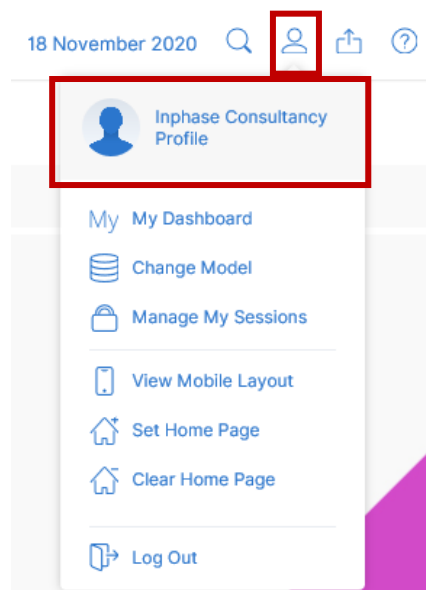 18 November 2020
Inphase Consultancy
Profile
My My Dashboard
Change Model
Manage My Sessions
View Mobile Layout
Set Home Page
Clear Home Page
Log Out